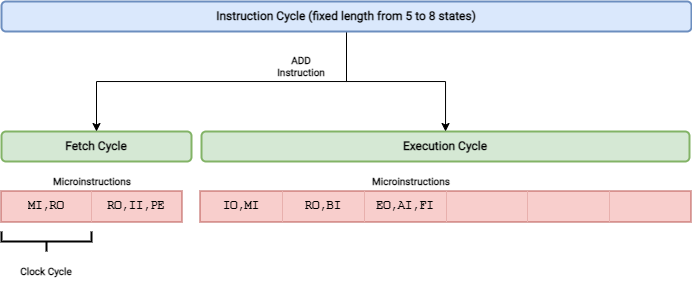 Instruction Cycle (fixed length from 5 to 8 states)
ADD
Instruction
Fetch Cycle
Execution Cycle
Microinstructions
Microinstructions
MI,RO
RO,II,PE
IO,MI
RO,BI
EO,AI,FI
Clock Cycle